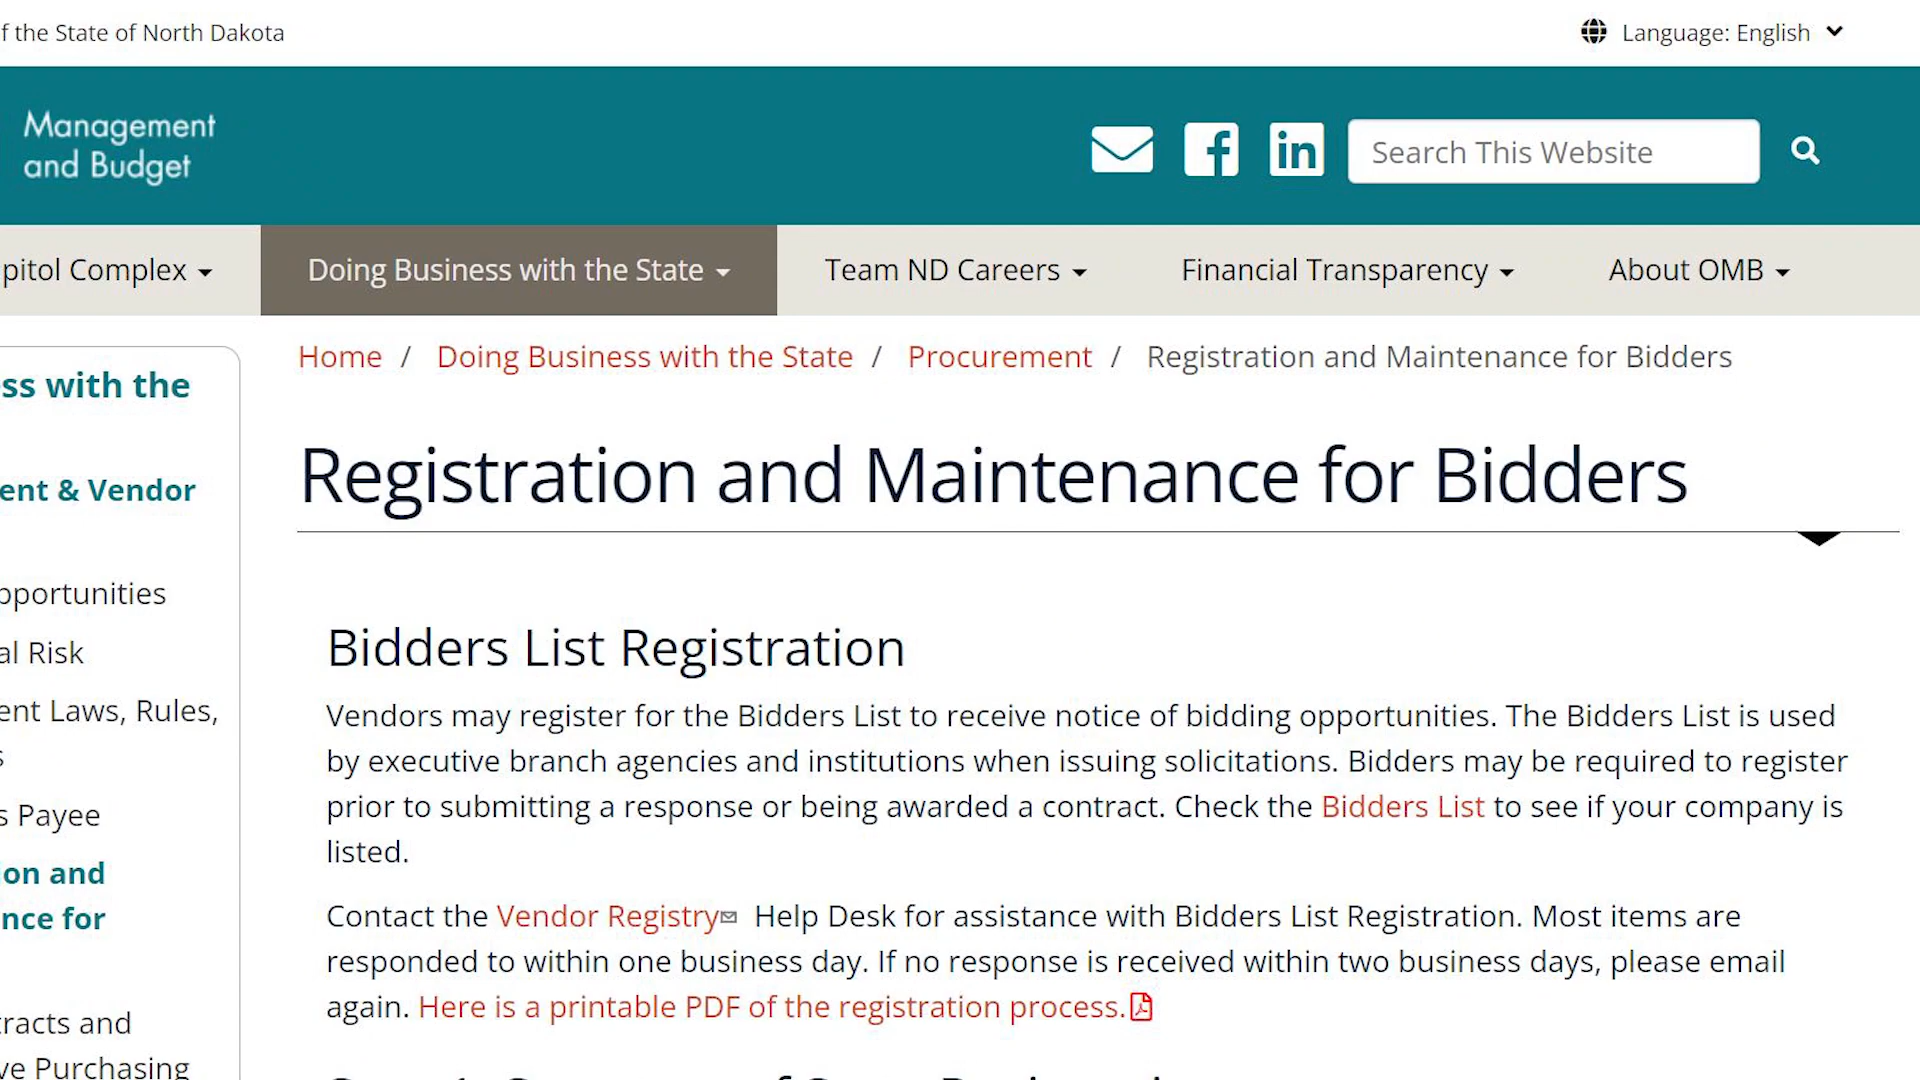 f the State of North Dakota
Language: English
Management
and Budget
Search This Website
pitol Complex
Doing Business with the State
Team ND Careers
Financial Transparency
About OMB
Home / Doing Business with the State / Procurement / Registration and Maintenance for Bidders
ss with the
ent & Vendor
pportunities
al Risk
ent Laws, Rules,
s
s Payee
on and
nce for
racts and
ve Purchasing
Registration and Maintenance for Bidders
Bidders List Registration
Vendors may register for the Bidders List to receive notice of bidding opportunities. The Bidders List is used
by executive branch agencies and institutions when issuing solicitations. Bidders may be required to register
prior to submitting a response or being awarded a contract. Check the Bidders List to see if your company is
listed.
Contact the Vendor Registry Help Desk for assistance with Bidders List Registration. Most items are
responded to within one business day. If no response is received within two business days, please email
again. Here is a printable PDF of the registration process.